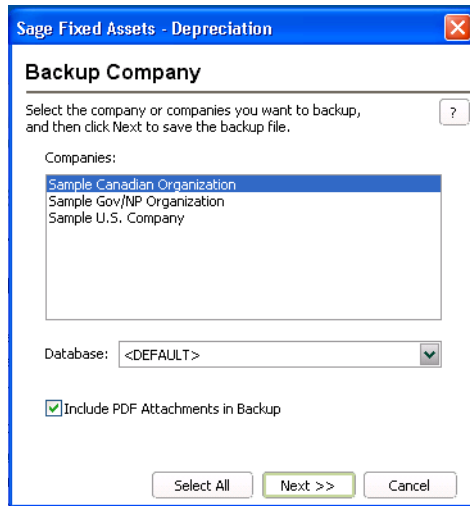 Sage Fixed Assets - Depreciation
Backup Company
Select the company or companies you want to backup,
and then click Next to save the backup file.
?
Companies:
Sample Canadian Organization
Sample Gov/NP Organization
Sample U.S. Company
Database: <DEFAULT>
Include PDF Attachments in Backup
Select All Next >> Cancel